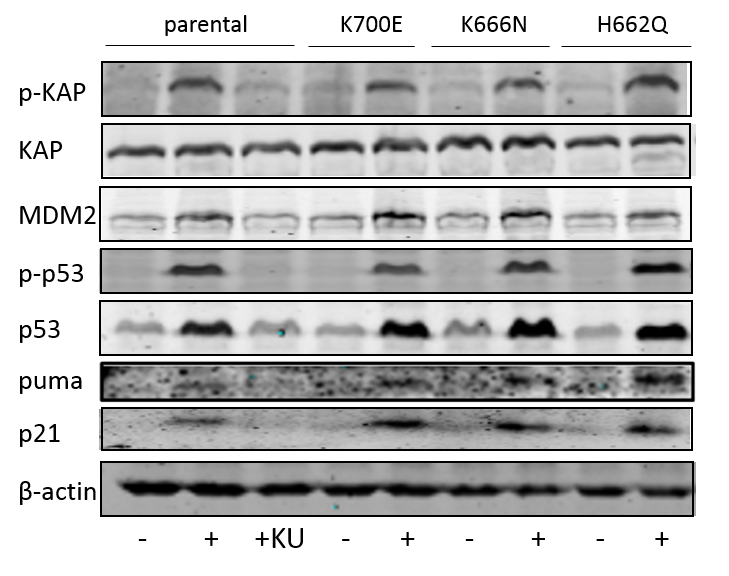 parental K700E K666N H662Q
p-KAP
KAP
MDM2
p-p53
p53
puma
p21
β-actin
- + +KU - + - + - +